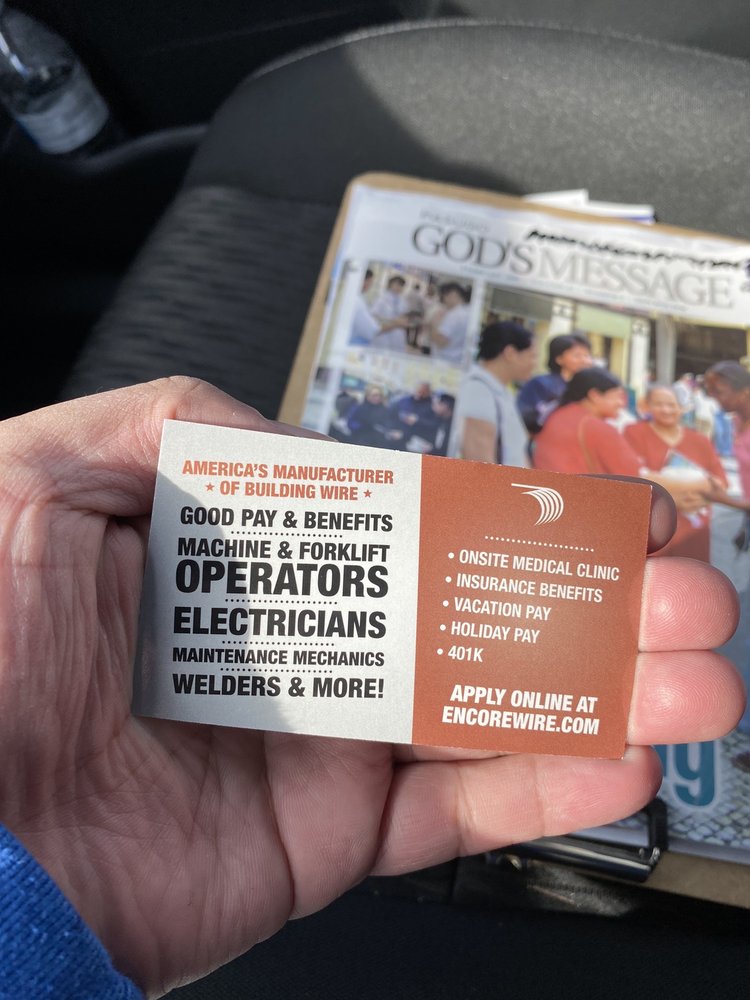 GOD'S MESSAGE
AMERICA'S MANUFACTURER
★ OF BUILDING WIRE ★
GOOD PAY & BENEFITS
MACHINE & FORKLIFT
OPERATORS
ELECTRICIANS
MAINTENANCE MECHANICS
WELDERS & MORE!
• ONSITE MEDICAL CLINIC
• INSURANCE BENEFITS
• VACATION PAY
• HOLIDAY PAY
• 401K
APPLY ONLINE AT
ENCOREWIRE.COM